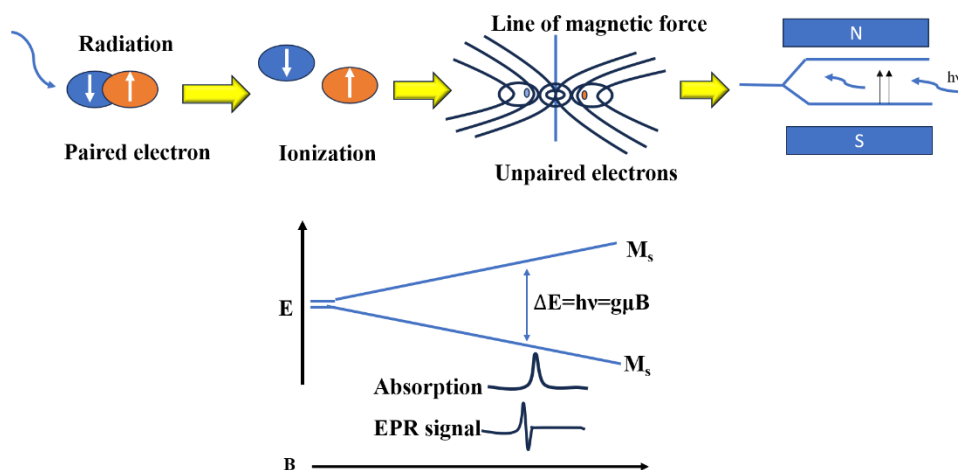 Radiation
Paired electron
Ionization
Line of magnetic force
Unpaired electrons
N
hν
S
E
Ms
ΔE=hν=gμB
Ms
Absorption
EPR signal
B